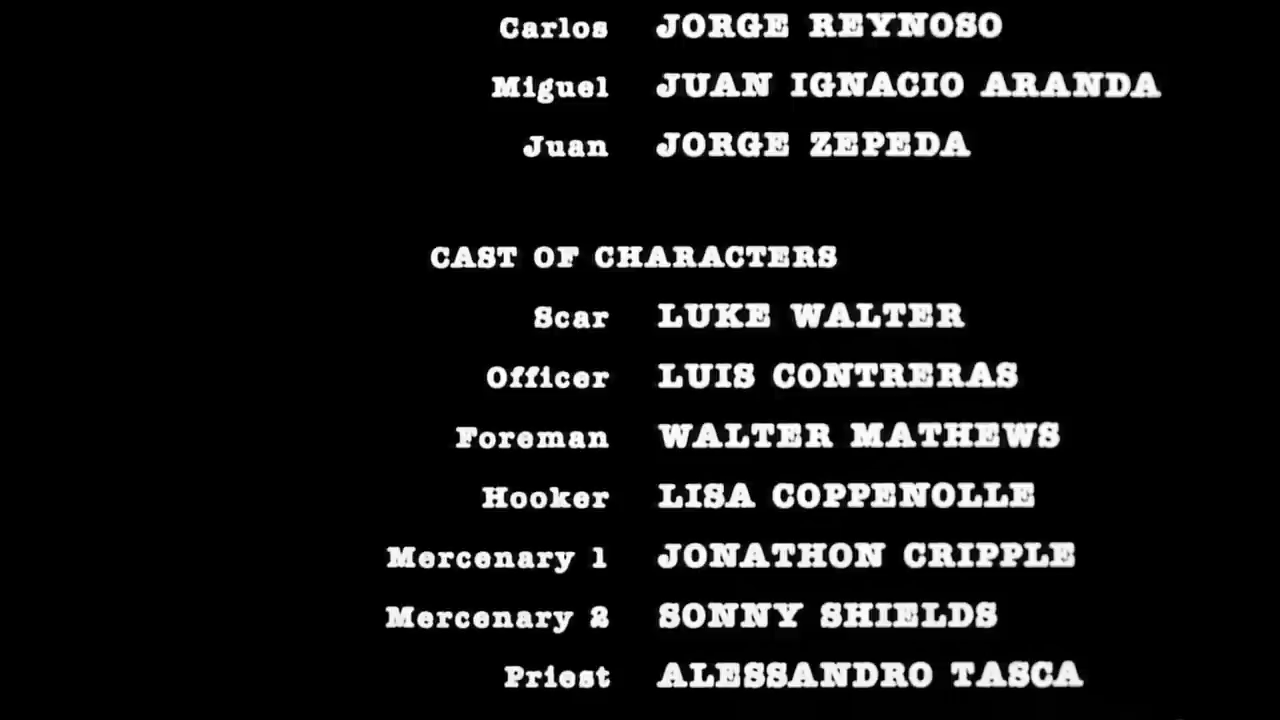 Carlos JORGE REYNOSO
Miguel JUAN IGNACIO ARANDA
Juan JORGE ZEPEDA
CAST OF CHARACTERS
Scar LUKE WALTER
Officer LUIS CONTRERAS
Foreman WALTER MATHEWS
Hooker LISA COPPENOLLE
Mercenary 1 JONATHON CRIPPLE
Mercenary 2 SONNY SHIELDS
Priest ALESSANDRO TASCA